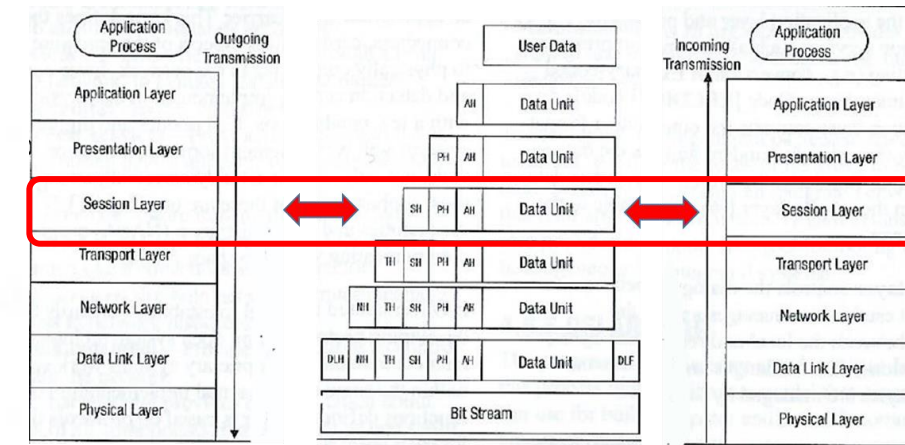 Application
Process
Outgoing
Transmission
Application Layer
Presentation Layer
Session Layer
Transport Layer
Network Layer
Data Link Layer
Physical Layer
User Data
AH Data Unit
PH AH Data Unit
SH PH AH Data Unit
TH SH PH AH Data Unit
NH TH SH PH AH Data Unit
DLH NH TH SH PH AH Data Unit DLF
Bit Stream
Incoming
Transmission
Application
Process
Application Layer
Presentation Layer
Session Layer
Transport Layer
Network Layer
Data Link Layer
Physical Layer